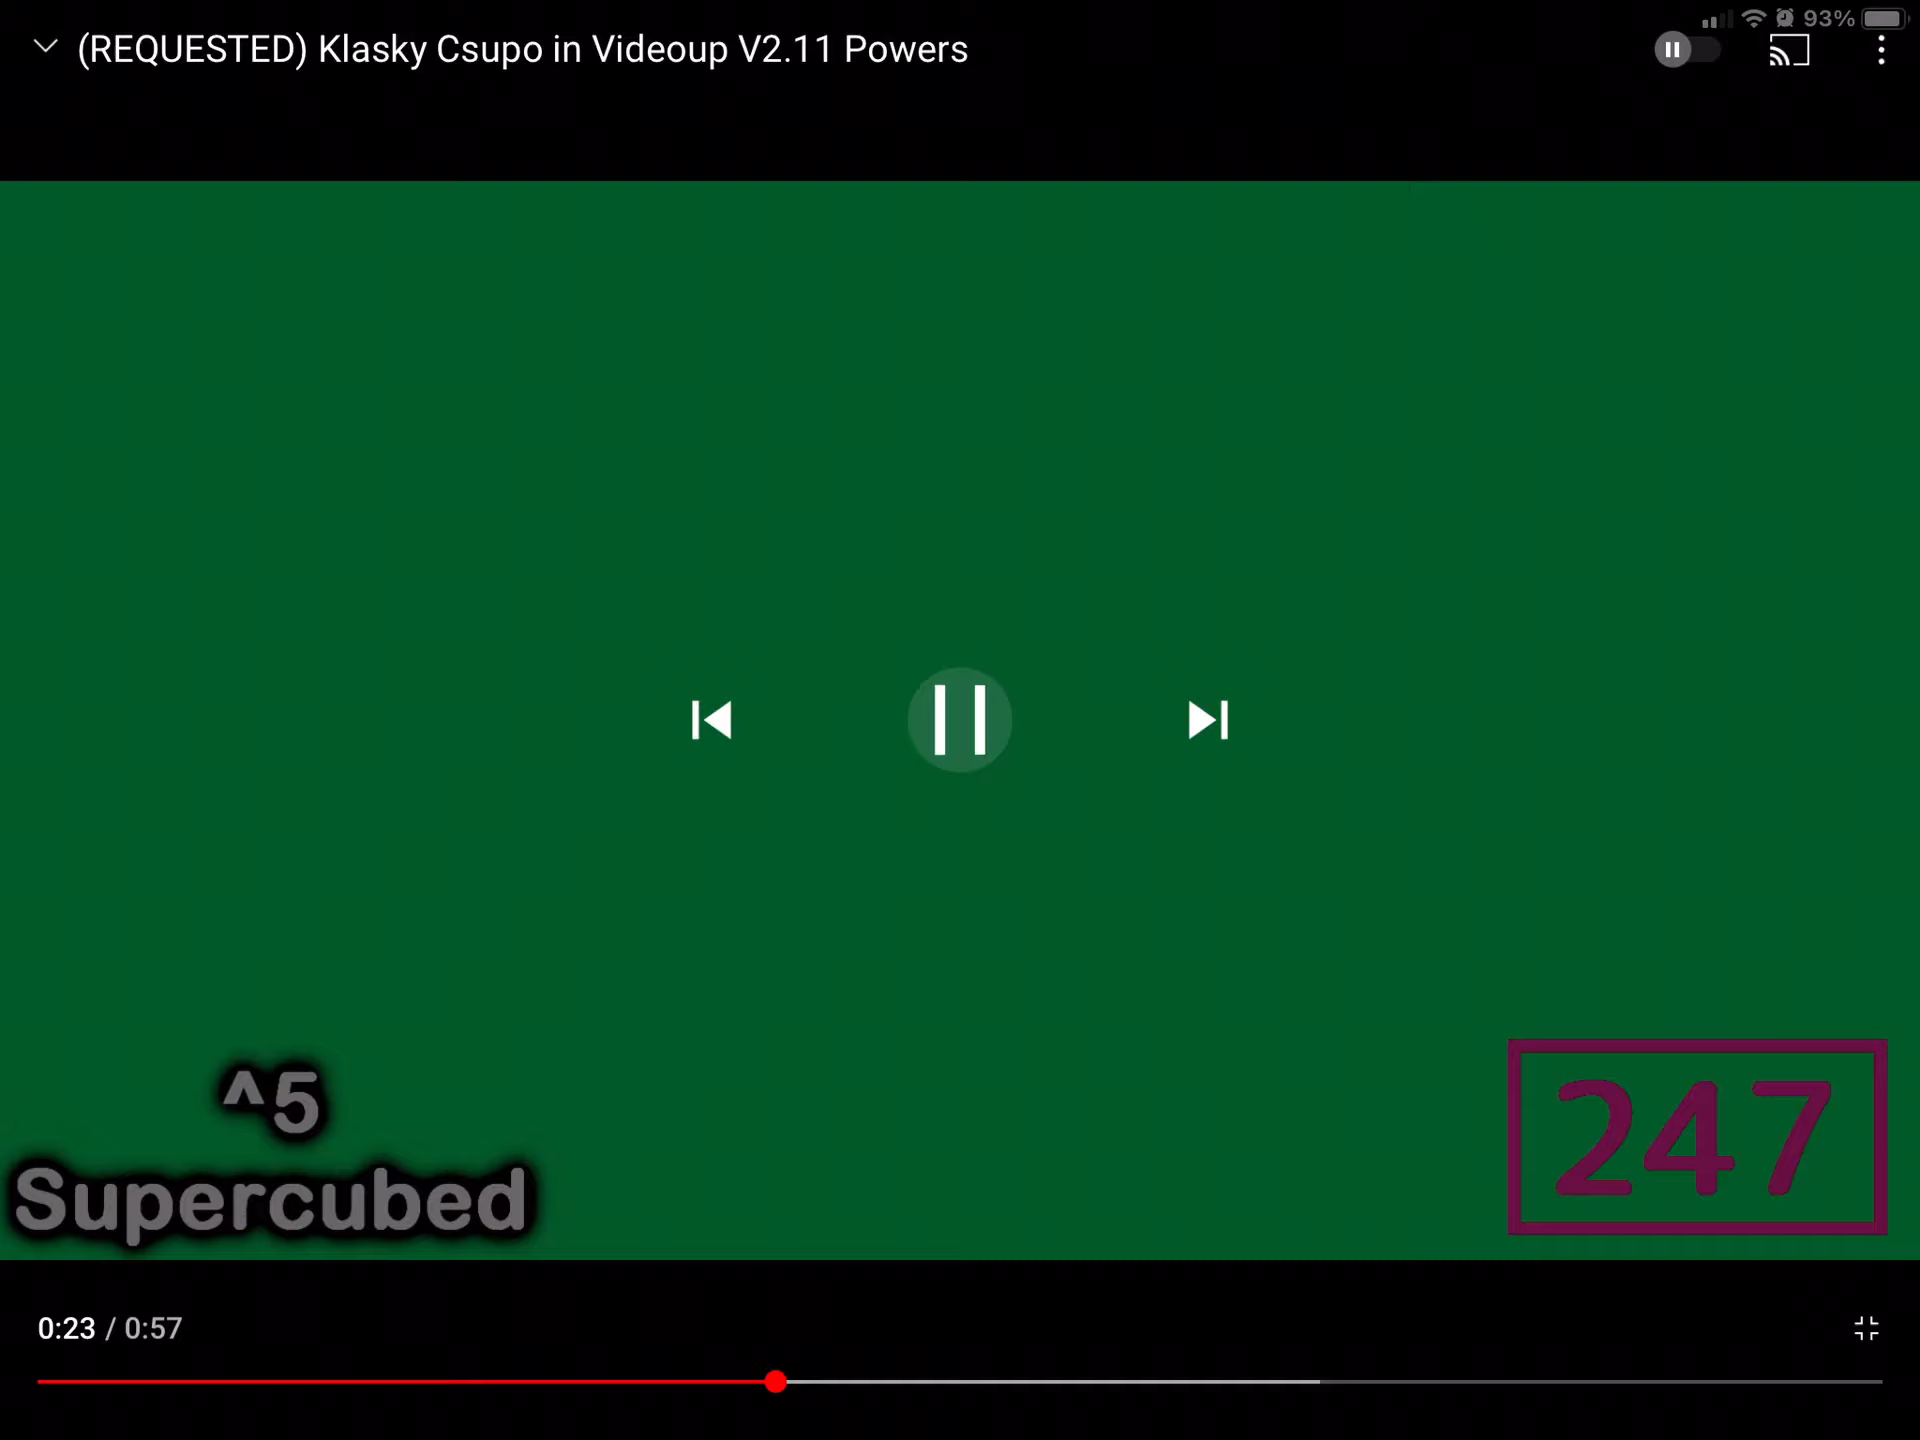 93%
(REQUESTED) Klasky Csupo in Videoup V2.11 Powers
^5
Supercubed
247
0:23 / 0:57